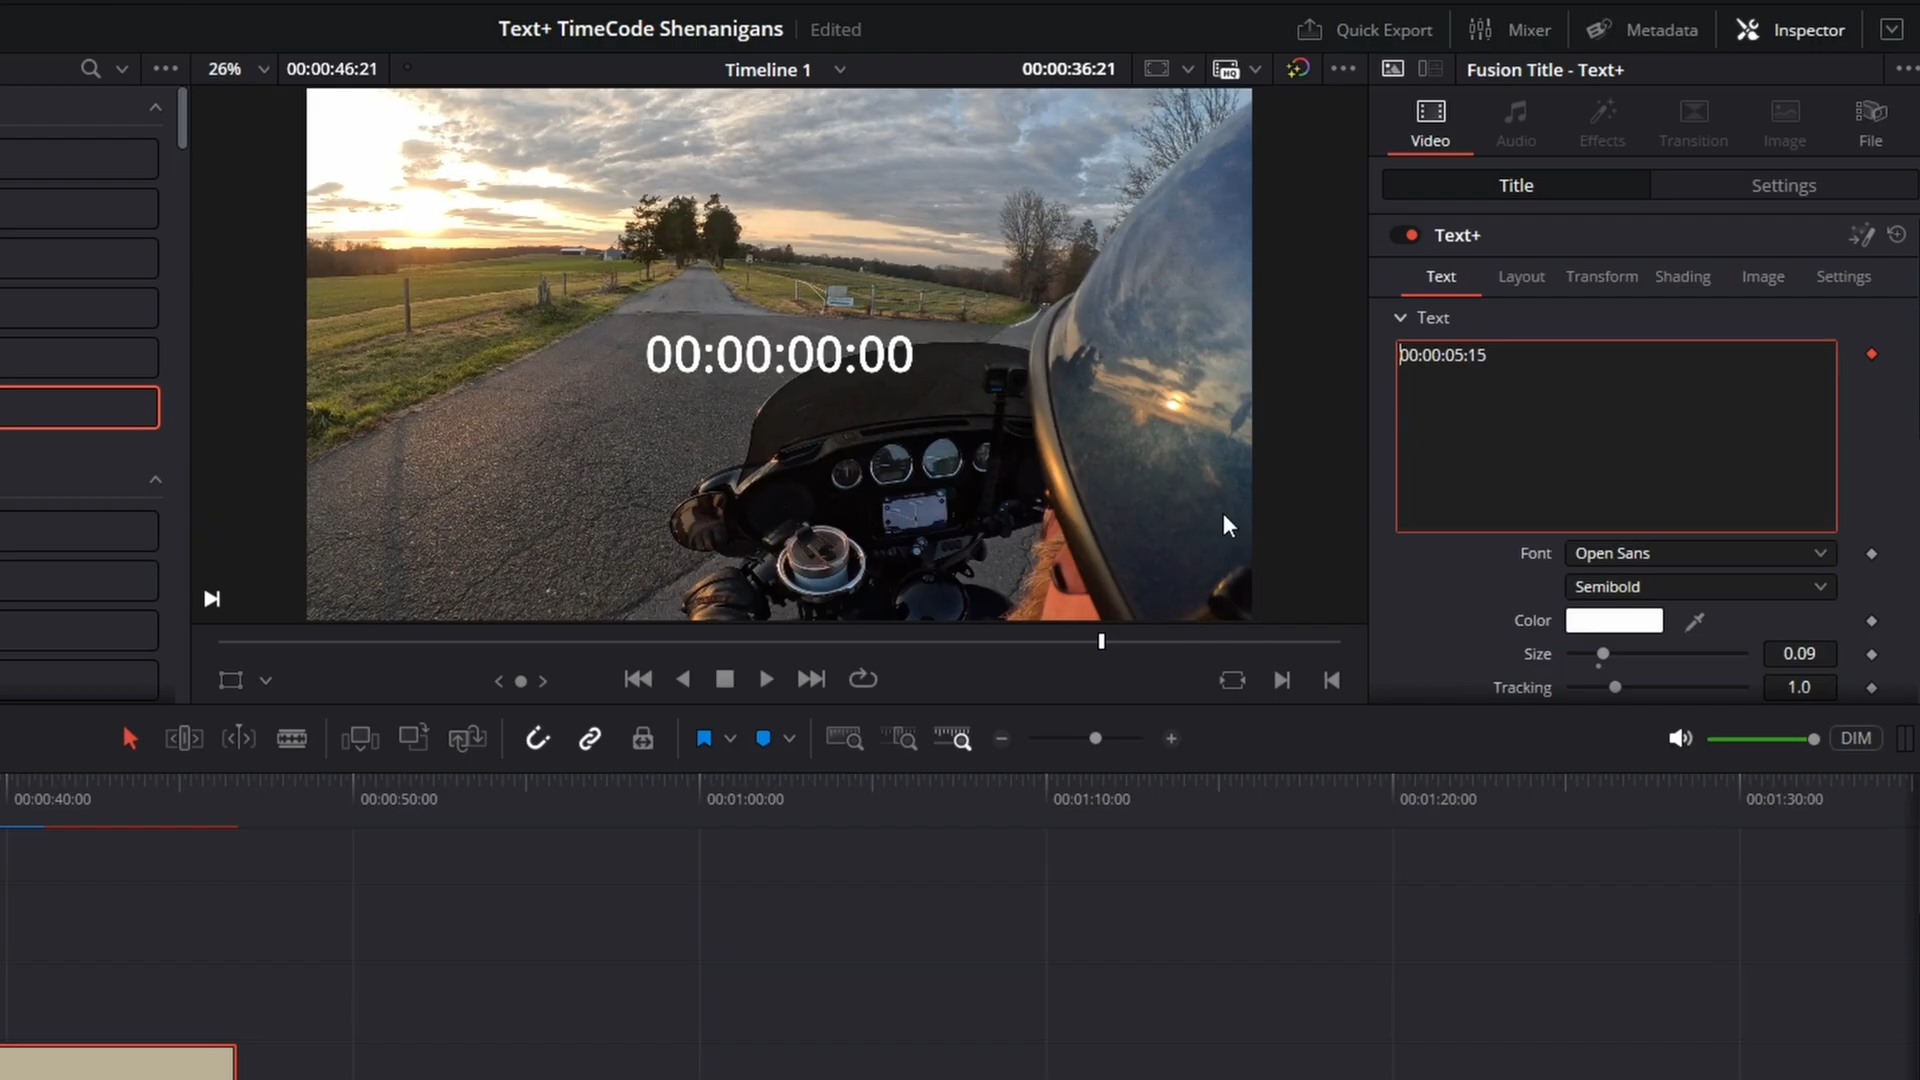 Text+ TimeCode Shenanigans
Edited
Quick Export
Mixer
Metadata
Inspector
26%
00:00:46:21
Timeline 1
00:00:36:21
HQ
Fusion Title - Text+
Video
Audio
Effects
Transition
Image
File
Title
Settings
Text+
Text
Layout
Transform
Shading
Image
Settings
Text
00:00:05:15
00:00:00:00
Font
Open Sans
Semibold
Color
Size
0.09
Tracking
1.0
DIM
00:00:40:00
00:00:50:00
00:01:00:00
00:01:10:00
00:01:20:00
00:01:30:00